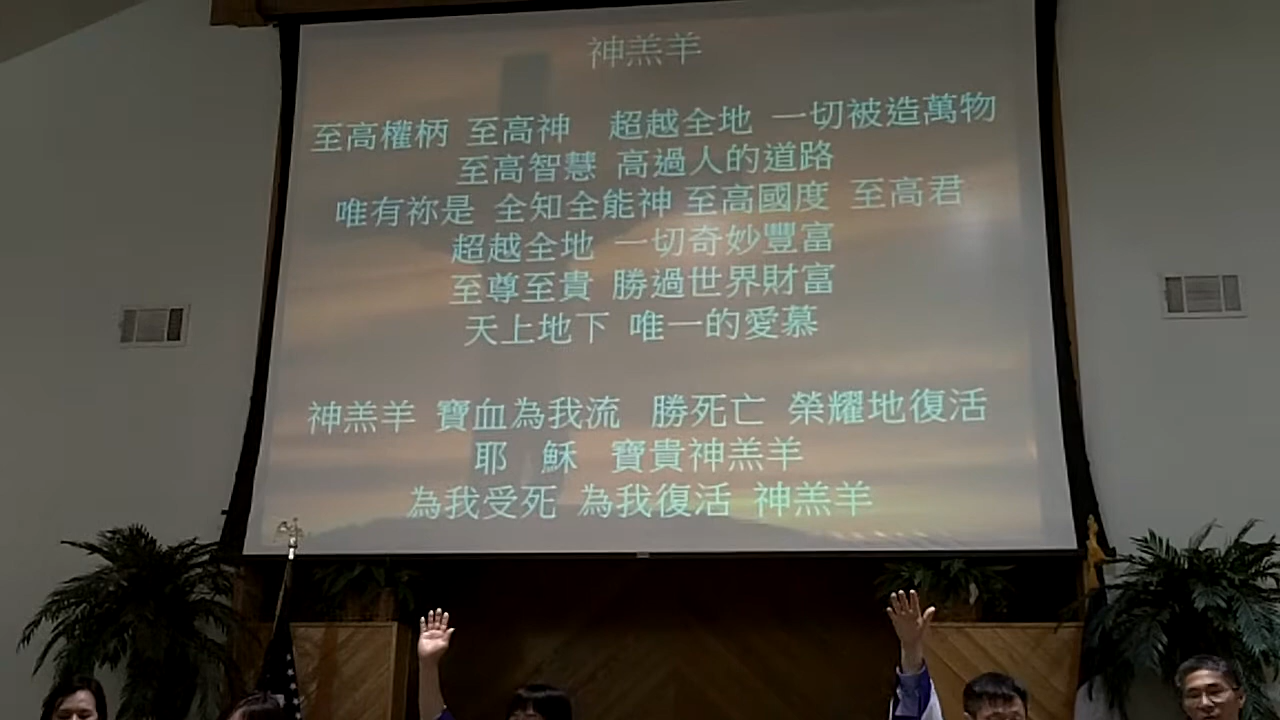 神羔羊
至高權柄 至高神 超越全地 一切被造萬物
至高智慧 高過人的道路
唯有祢是 全知全能神 至高國度 至高君
超越全地 一切奇妙豐富
至尊至貴 勝過世界財富
天上地下 唯一的愛慕
神羔羊 寶血為我流 勝死亡 榮耀地復活
耶 穌 寶貴神羔羊
為我受死 為我復活 神羔羊